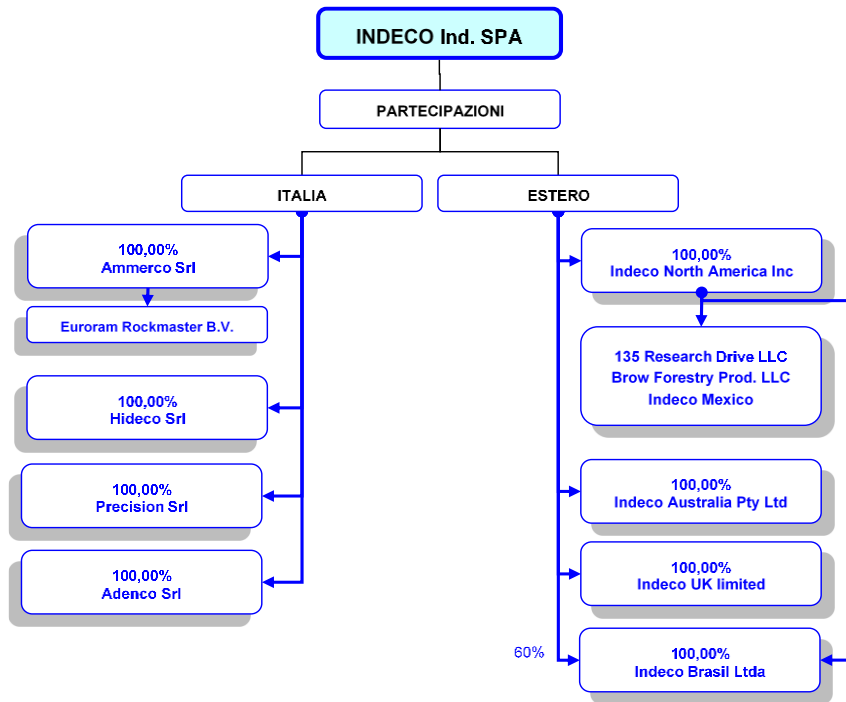 INDECO Ind. SPA
PARTECIPAZIONI
ITALIA
ESTERO
100,00%
Ammerco Srl
Euroram Rockmaster B.V.
100,00%
Hideco Srl
100,00%
Precision Srl
100,00%
Adenco Srl
100,00%
Indeco North America Inc
135 Research Drive LLC
Brow Forestry Prod. LLC
Indeco Mexico
100,00%
Indeco Australia Pty Ltd
100,00%
Indeco UK limited
60%
100,00%
Indeco Brasil Ltda